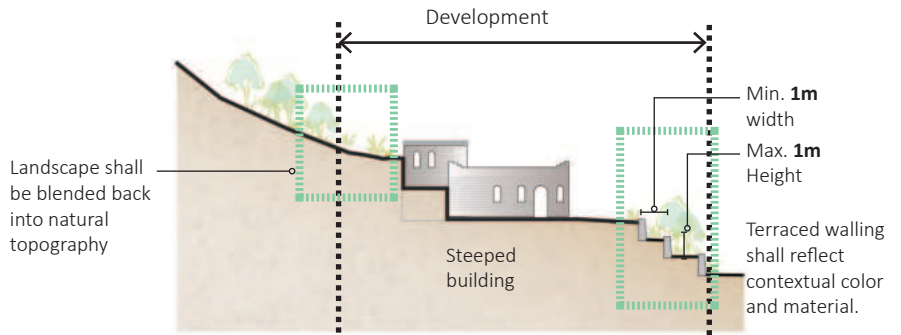 Development
Landscape shall
be blended back
into natural
topography
Steeped
building
Min. 1m
width
Max. 1m
Height
Terraced walling
shall reflect
contextual color
and material.